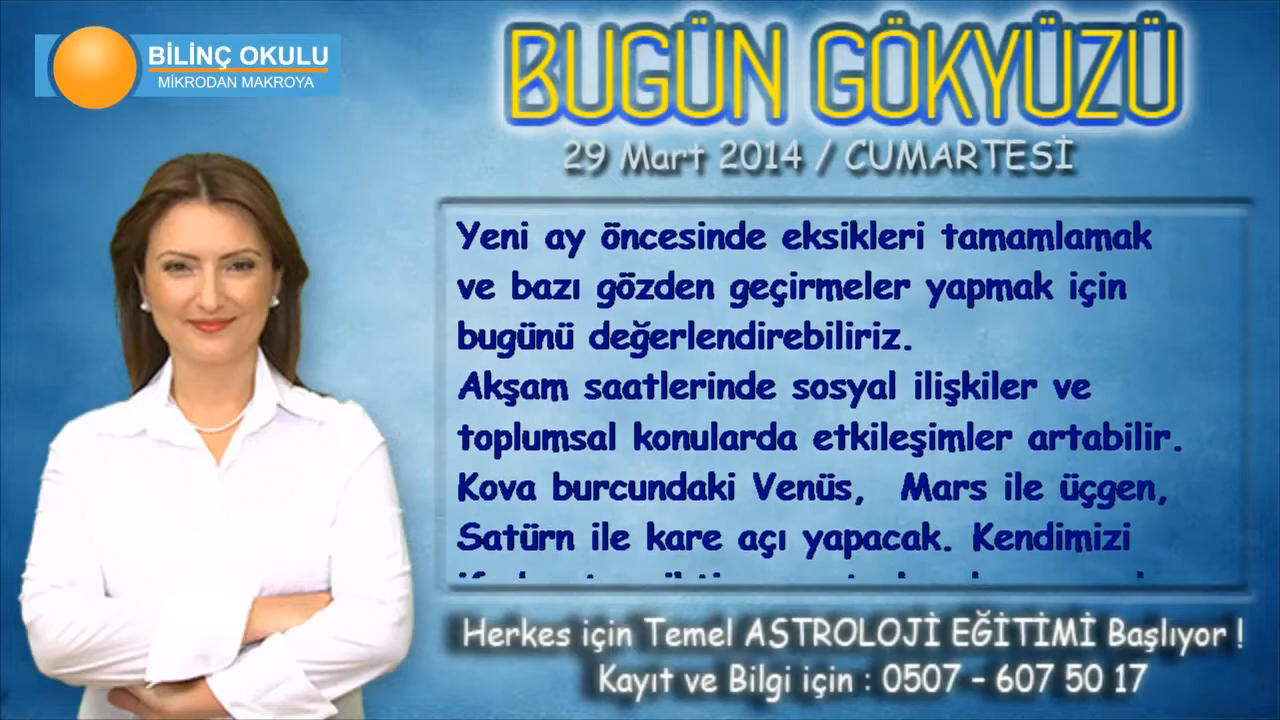 BİLİNÇ OKULU
MİKRODAN MAKROYA
BUGÜN GÖKYÜZÜ
29 Mart 2014 / CUMARTESİ
Yeni ay öncesinde eksikleri tamamlamak
ve bazı gözden geçirmeler yapmak için
bugünü değerlendirebiliriz.
Akşam saatlerinde sosyal ilişkiler ve
toplumsal konularda etkileşimler artabilir.
Kova burcundaki Venüs, Mars ile üçgen,
Satürn ile kare açı yapacak. Kendimizi
Herkes için Temel ASTROLOJİ EĞİTİMİ Başlıyor !
Kayıt ve Bilgi için : 0507 – 607 50 17